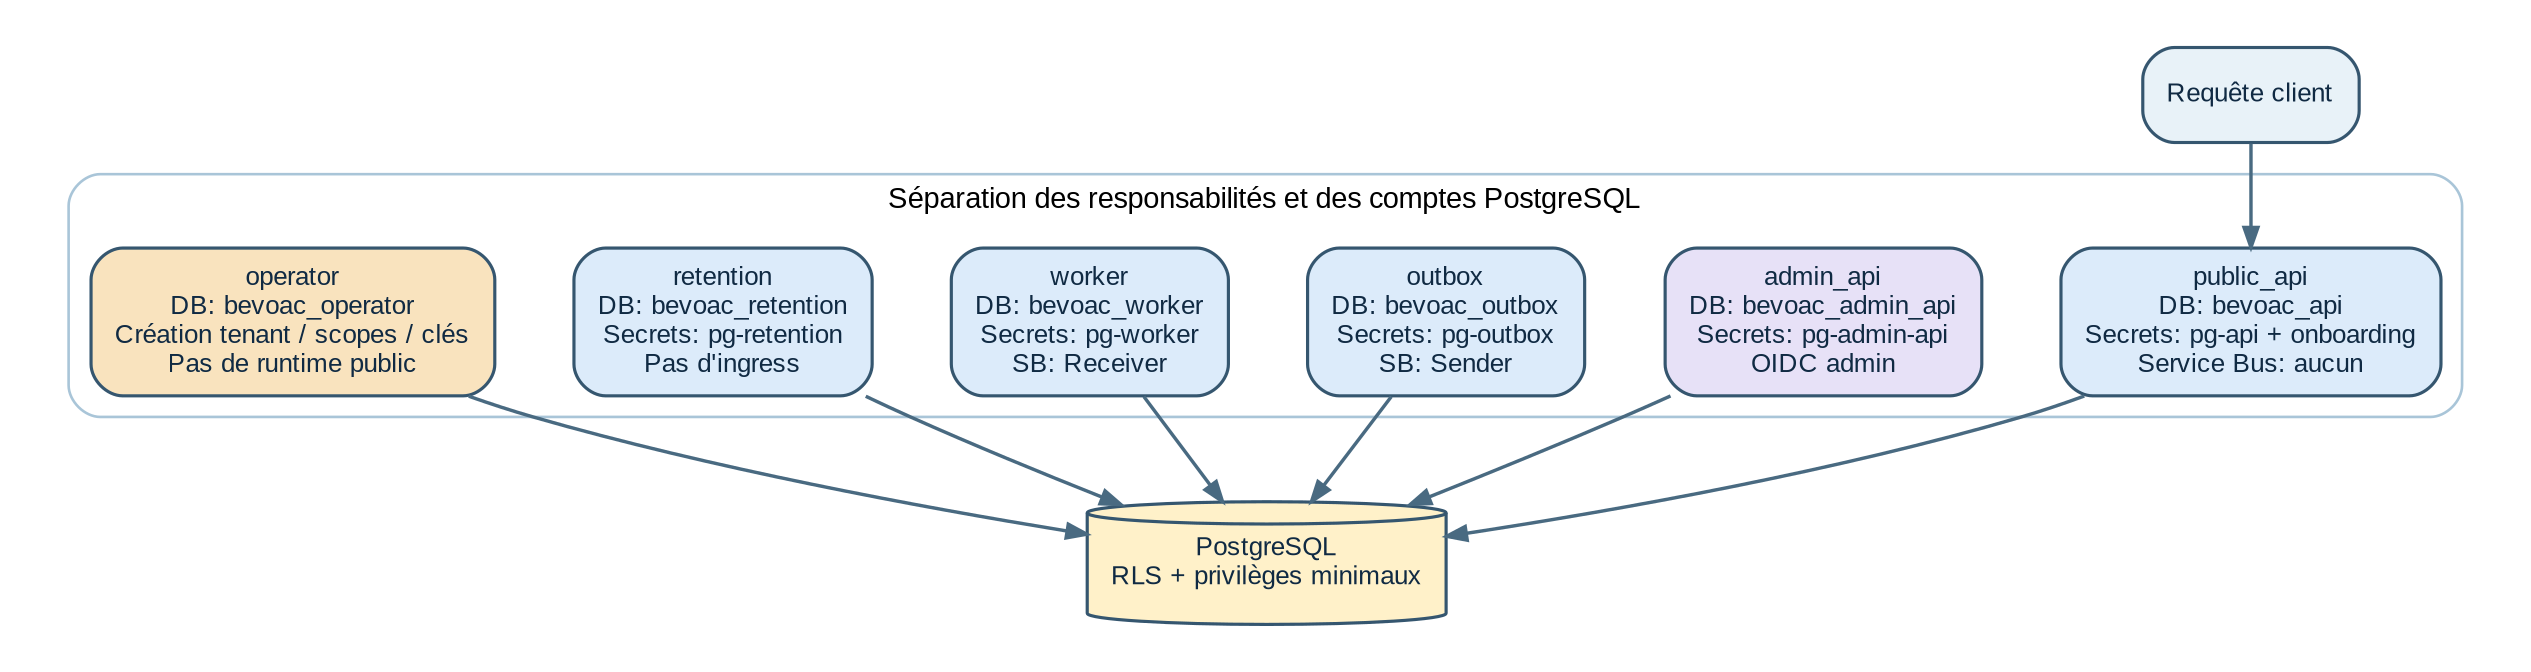 Requête client
Séparation des responsabilités et des comptes PostgreSQL
operator
DB: bevoac_operator
Création tenant / scopes / clés
Pas de runtime public
retention
DB: bevoac_retention
Secrets: pg-retention
Pas d'ingress
worker
DB: bevoac_worker
Secrets: pg-worker
SB: Receiver
outbox
DB: bevoac_outbox
Secrets: pg-outbox
SB: Sender
admin_api
DB: bevoac_admin_api
Secrets: pg-admin-api
OIDC admin
public_api
DB: bevoac_api
Secrets: pg-api + onboarding
Service Bus: aucun
PostgreSQL
RLS + privilèges minimaux